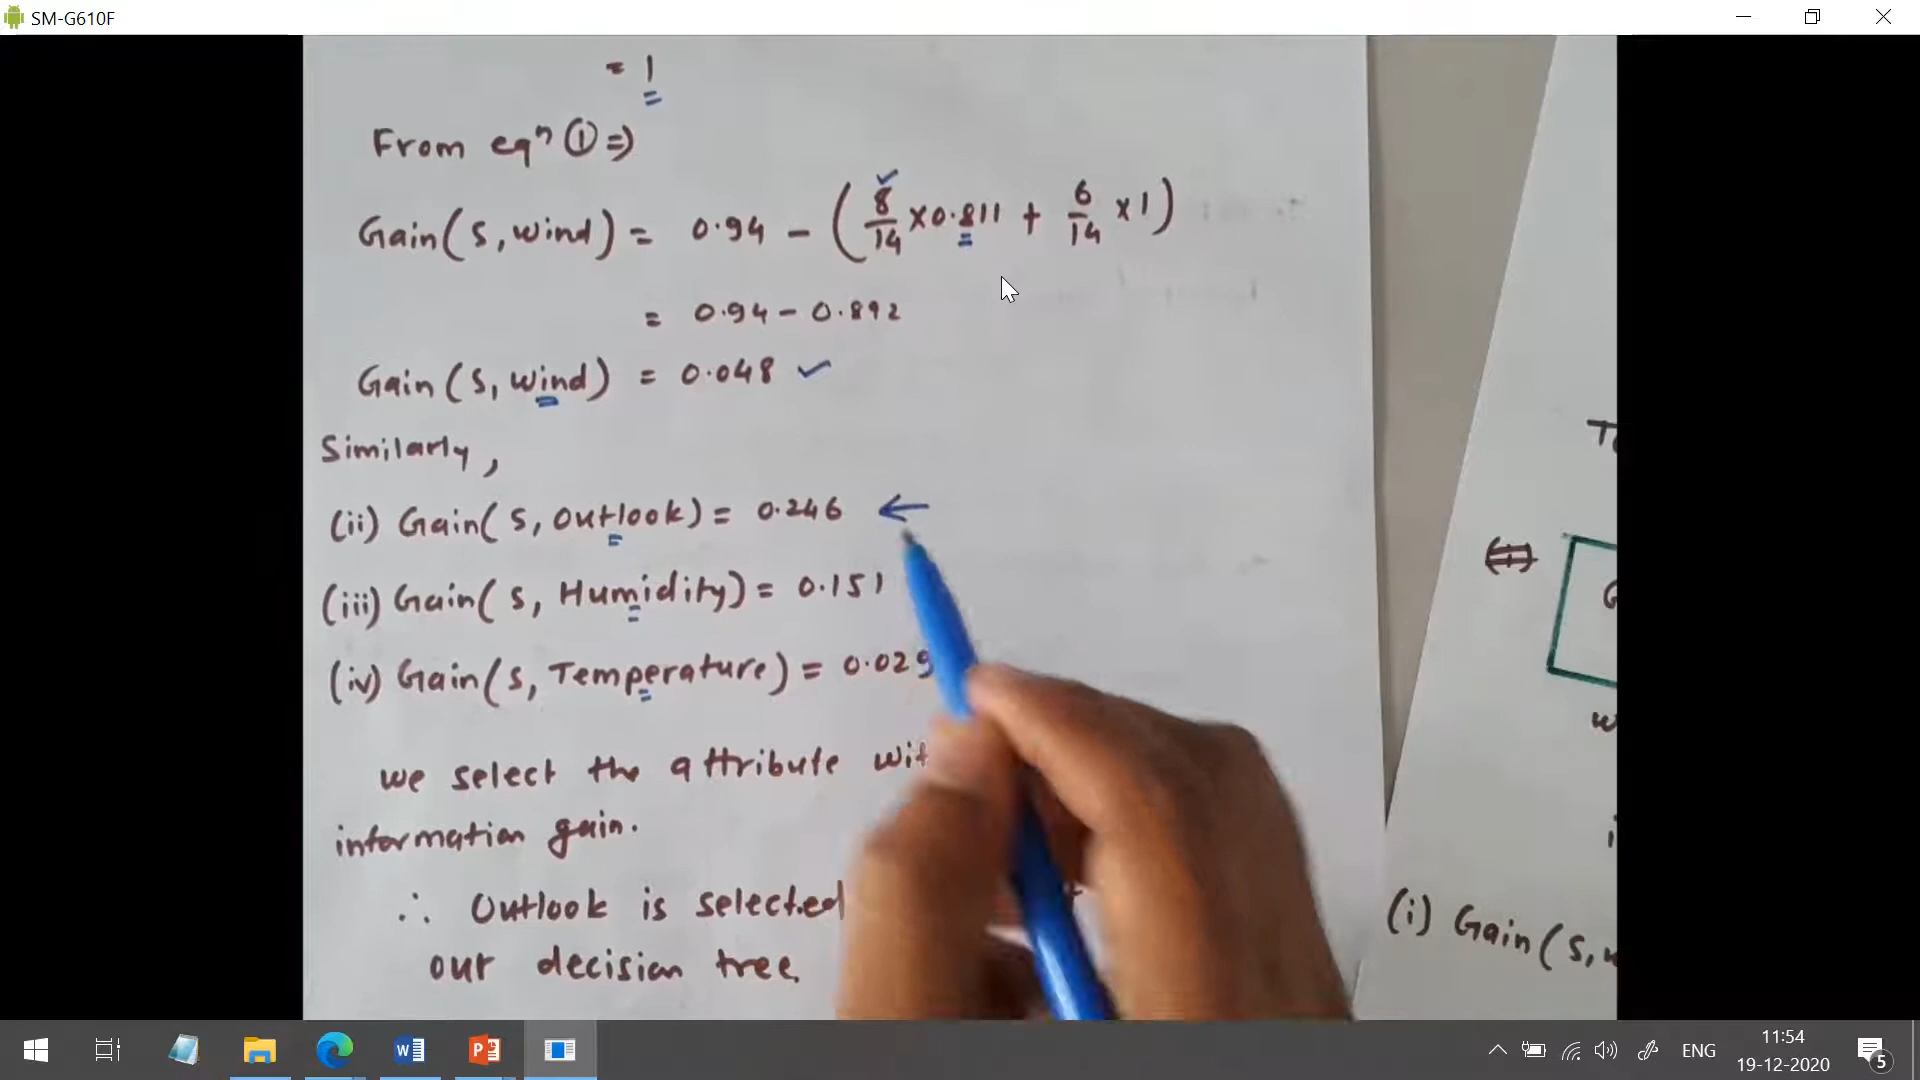 SM-G610F
= 1
From eqn ① ⇒
Gain(S, wind) = 0.94 - (8/14 × 0.811 + 6/14 × 1)
= 0.94 - 0.892
Gain(S, wind) = 0.048 ✓
Similarly,
(ii) Gain(S, Outlook) = 0.246 ←
(iii) Gain(S, Humidity) = 0.151
(iv) Gain(S, Temperature) = 0.029
we select the attribute
information gain.
∴ Outlook is selected
our decision tree.
(i) Gain(S,
ENG
11:54
19-12-2020
5